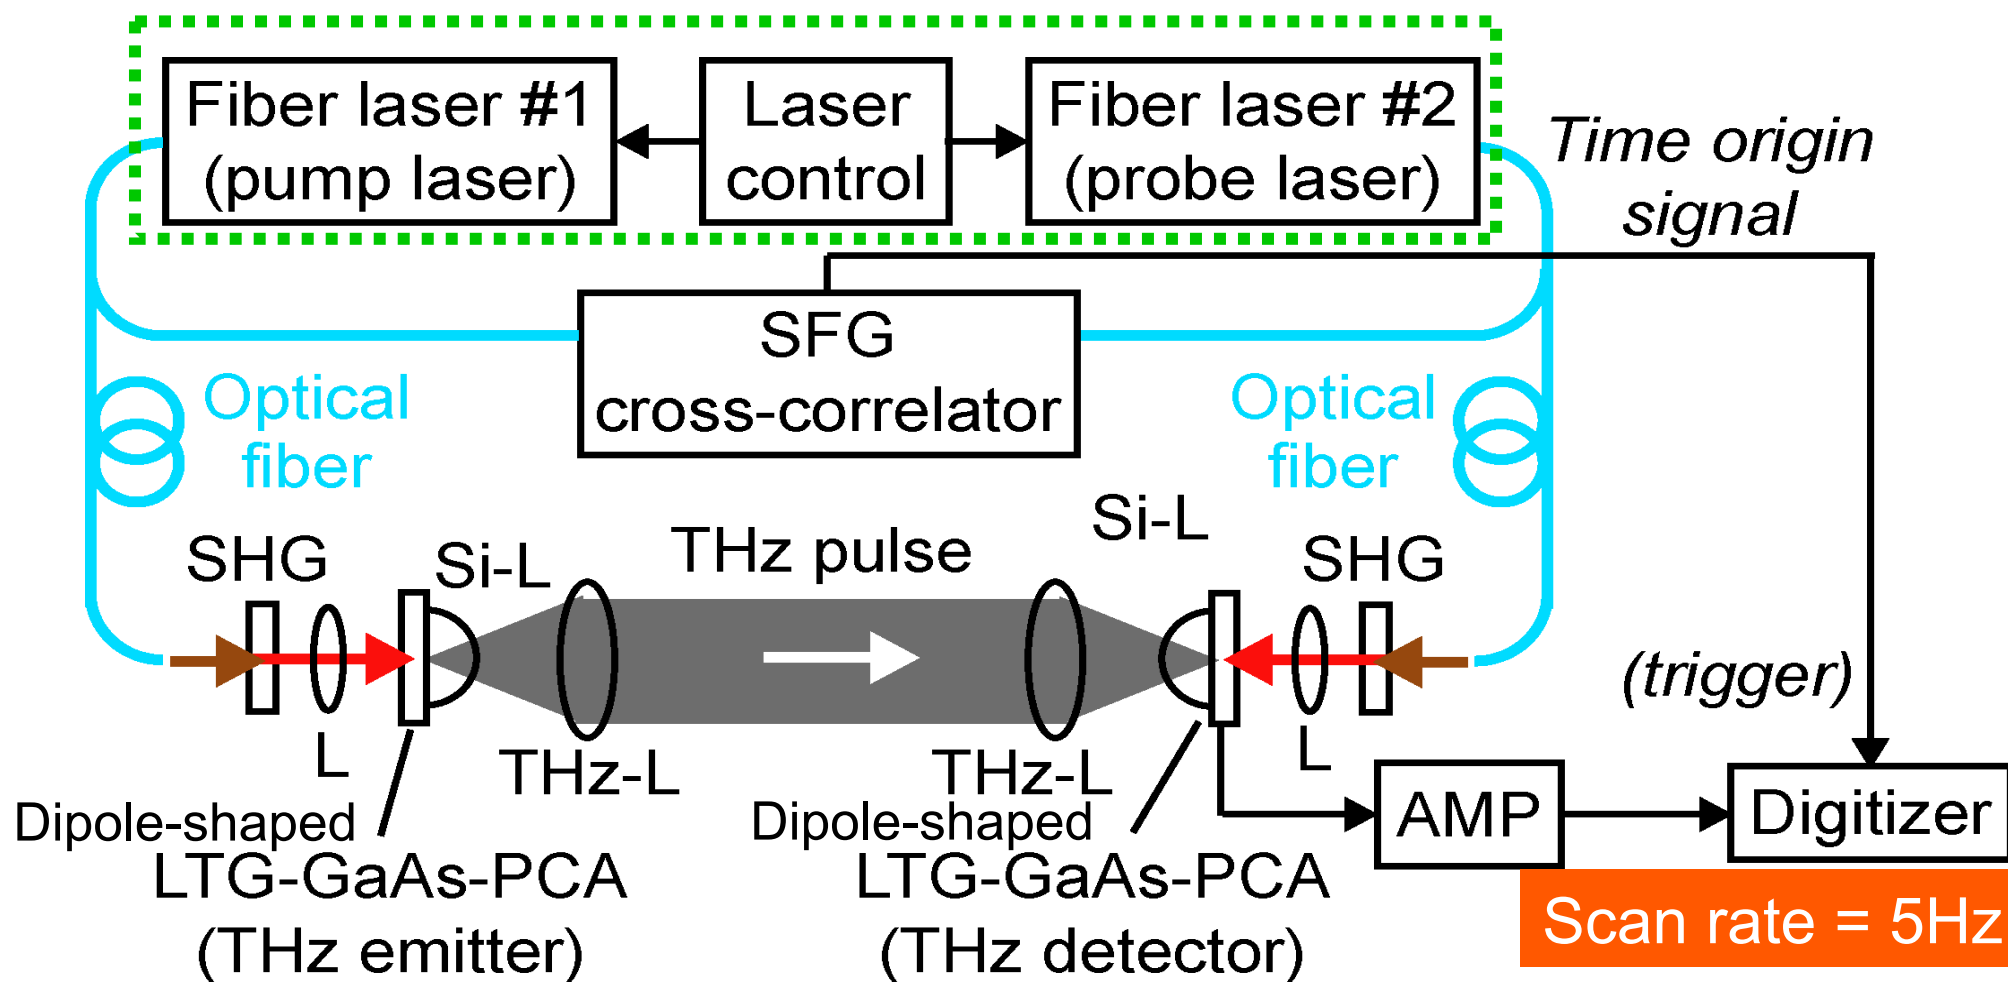 Fiber laser #1
(pump laser)
Laser
control
Fiber laser #2
(probe laser)
Time origin
signal
SFG
cross-correlator
Optical
fiber
Optical
fiber
SHG
Si-L
THz pulse
Si-L
SHG
(trigger)
L
THz-L
THz-L
L
Dipole-shaped
LTG-GaAs-PCA
(THz emitter)
Dipole-shaped
LTG-GaAs-PCA
(THz detector)
AMP
Digitizer
Scan rate = 5Hz